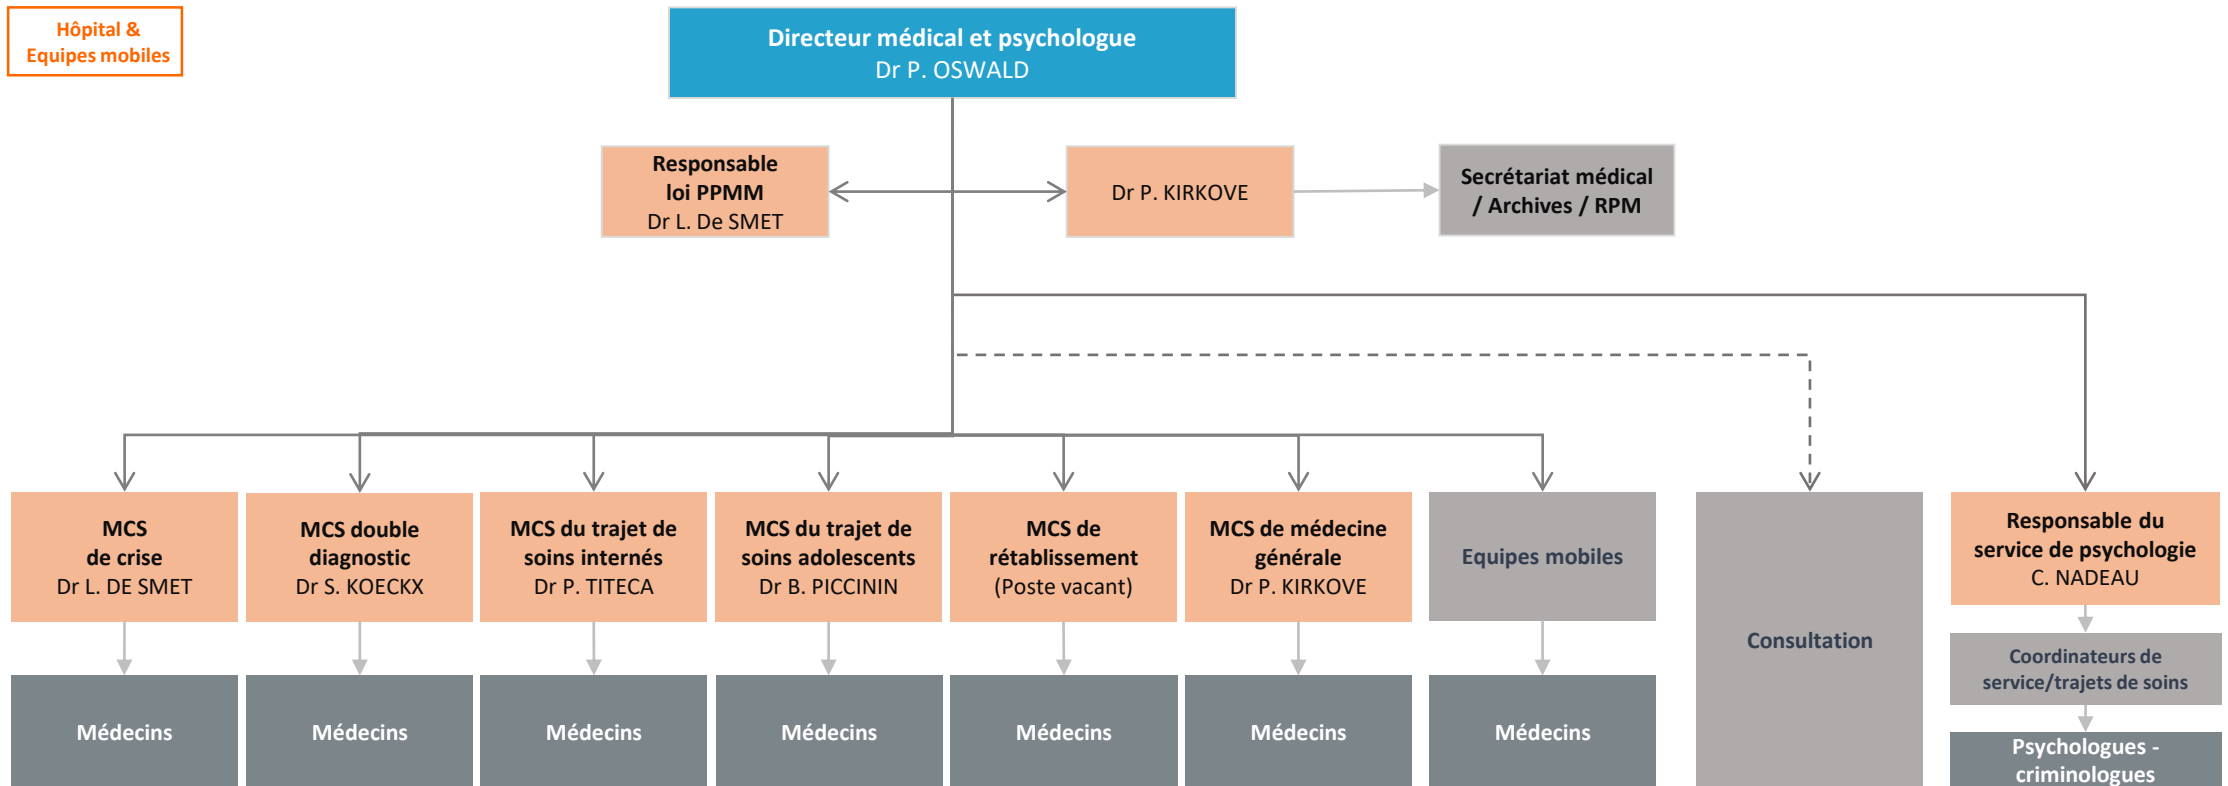 Hôpital &
Equipes mobiles
Directeur médical et psychologue
Dr P. OSWALD
Responsable
loi PPMM
Dr L. De SMET
Dr P. KIRKOVE
Secrétariat médical
/ Archives / RPM
MCS
de crise
Dr L. DE SMET
MCS double
diagnostic
Dr S. KOECKX
MCS du trajet de
soins internés
Dr P. TITECA
MCS du trajet de
soins adolescents
Dr B. PICCININ
MCS de
rétablissement
(Poste vacant)
MCS de médecine
générale
Dr P. KIRKOVE
Equipes mobiles
Consultation
Responsable du
service de psychologie
C. NADEAU
Coordinateurs de
service/trajets de soins
Médecins
Médecins
Médecins
Médecins
Médecins
Médecins
Médecins
Psychologues -
criminologues